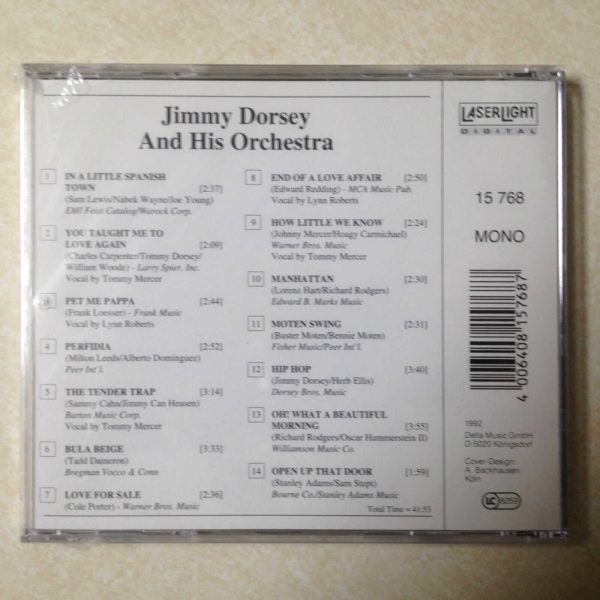 Jimmy Dorsey
And His Orchestra
1 IN A LITTLE SPANISH
TOWN [2:37]
(Sam Lewis/Nabek Wayne/Joe Young)
EMI Feist Catalog/Warock Corp.
2 YOU TAUGHT ME TO
LOVE AGAIN [2:09]
(Charles Carpenter/Tommy Dorsey/
William Woode) - Larry Spier, Inc.
Vocal by Tommy Mercer
3 PET ME PAPPA [2:44]
(Frank Loesser) - Frank Music
Vocal by Lynn Roberts
4 PERFIDIA [2:52]
(Milton Leeds/Alberto Dominguez)
Peer Int'l.
5 THE TENDER TRAP [3:14]
(Sammy Cahn/Jimmy Can Heusen)
Barton Music Corp.
Vocal by Tommy Mercer
6 BULA BEIGE [3:33]
(Tadd Dameron)
Bregman Vocco & Conn
7 LOVE FOR SALE [2:36]
(Cole Porter) - Warner Bros. Music
8 END OF A LOVE AFFAIR [2:50]
(Edward Redding) - MCA Music Pub.
Vocal by Lynn Roberts
9 HOW LITTLE WE KNOW [2:24]
(Johnny Mercer/Hoagy Carmichael)
Warner Bros. Music
Vocal by Tommy Mercer
10 MANHATTAN [2:30]
(Lorenz Hart/Richard Rodgers)
Edward B. Marks Music
11 MOTEN SWING [2:31]
(Buster Moten/Bennie Moten)
Fisher Music/Peer Int'l.
12 HIP HOP [3:40]
(Jimmy Dorsey/Herb Ellis)
Dorsey Bros. Music
13 OH! WHAT A BEAUTIFUL
MORNING [3:55]
(Richard Rodgers/Oscar Hammerstein II)
Williamson Music Co.
14 OPEN UP THAT DOOR [1:59]
(Stanley Adams/Sam Stept)
Bourne Co./Stanley Adams Music
Total Time = 41:53
LASERLIGHT
DIGITAL
15 768
MONO
4 006408 157687
1992
Delta Music GmbH
D-5020 Königsdorf
Cover-Design:
A. Backhausen
Köln
LC 8259